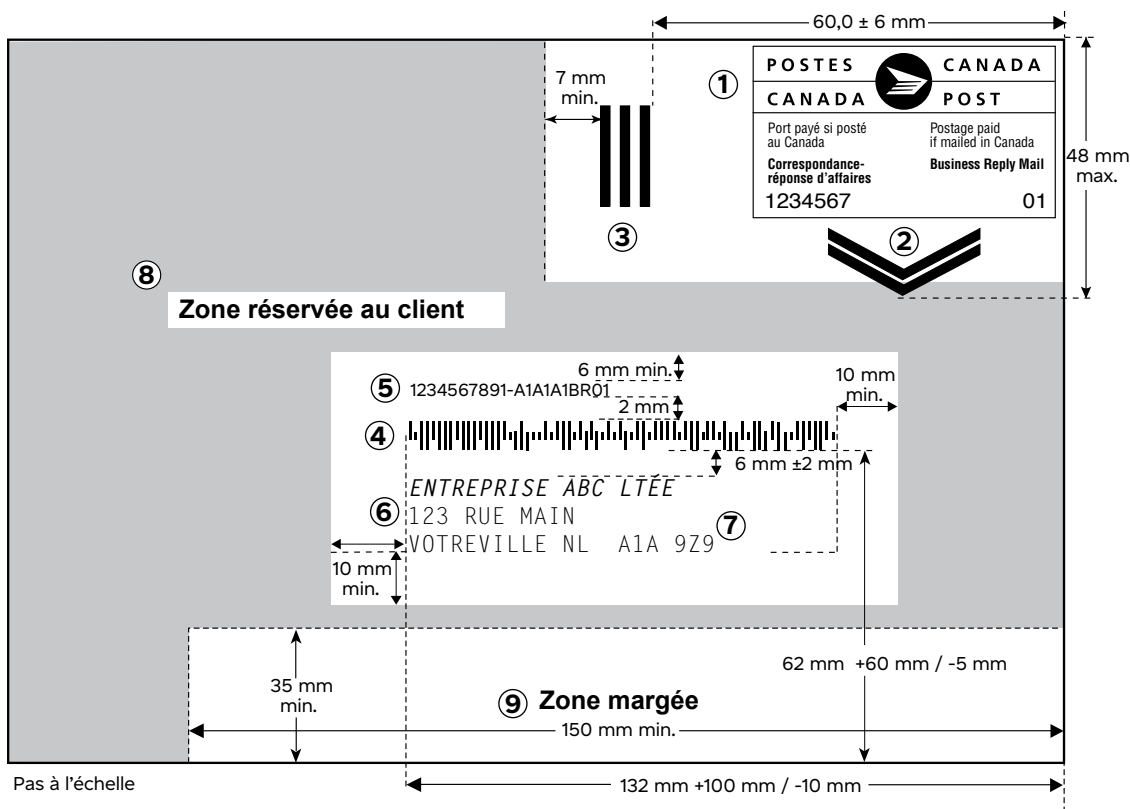 60,0 ± 6 mm
①
POSTES CANADA
CANADA POST
7 mm
min.
Port payé si posté
au Canada
Postage paid
if mailed in Canada
Correspondance-
réponse d'affaires
Business Reply Mail
1234567 01
48 mm
max.
②
③
⑧
Zone réservée au client
6 mm min.
⑤ 1234567891-A1A1A1BR01
10 mm
min.
2 mm
④
6 mm ±2 mm
ENTREPRISE ABC LTÉE
⑥ 123 RUE MAIN
⑦
VOTREVILLE NL A1A 9Z9
10 mm
min.
62 mm +60 mm / -5 mm
35 mm
min.
⑨ Zone margée
150 mm min.
Pas à l'échelle
132 mm +100 mm / -10 mm